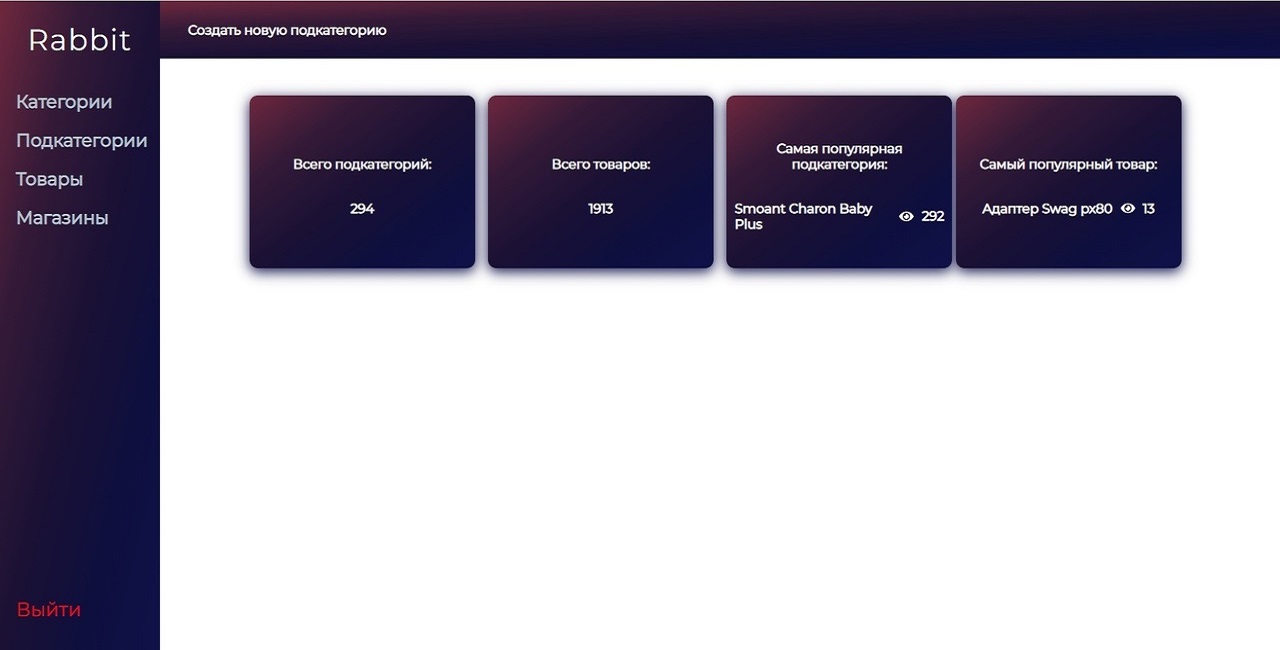 Rabbit
Категории
Подкатегории
Товары
Магазины
Выйти
Создать новую подкатегорию
Всего подкатегорий:
294
Всего товаров:
1913
Самая популярная
подкатегория:
Smoant Charon Baby
Plus
292
Самый популярный товар:
Адаптер Swag px80 13